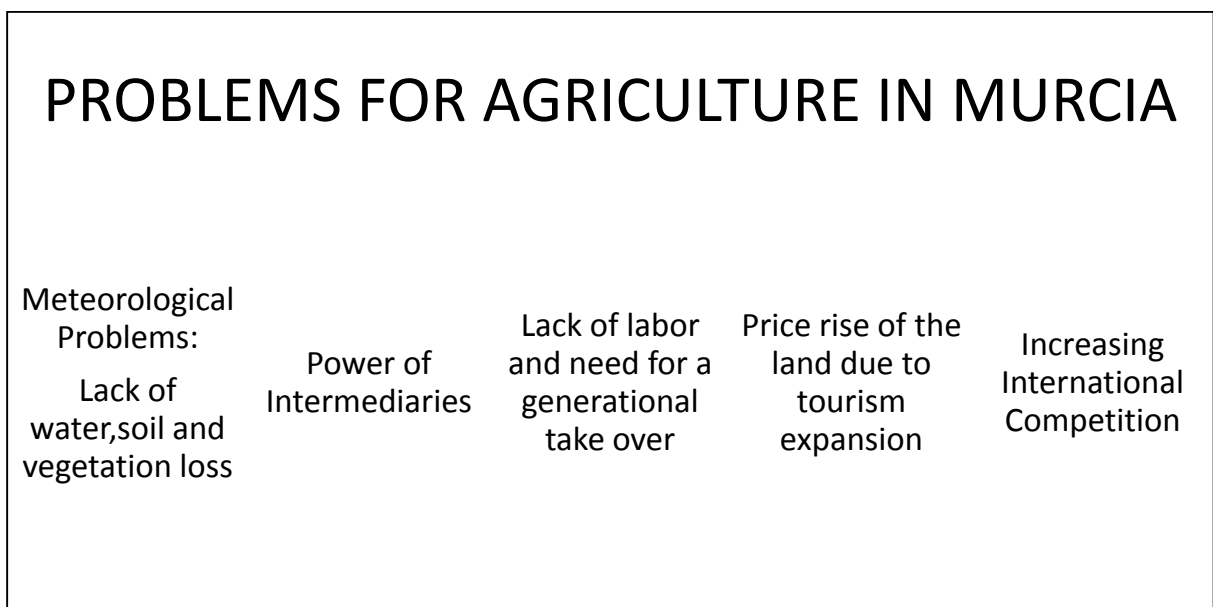 PROBLEMS FOR AGRICULTURE IN MURCIA
Meteorological
Problems:
Lack of
water,soil and
vegetation loss
Power of
Intermediaries
Lack of labor
and need for a
generational
take over
Price rise of the
land due to
tourism
expansion
Increasing
International
Competition